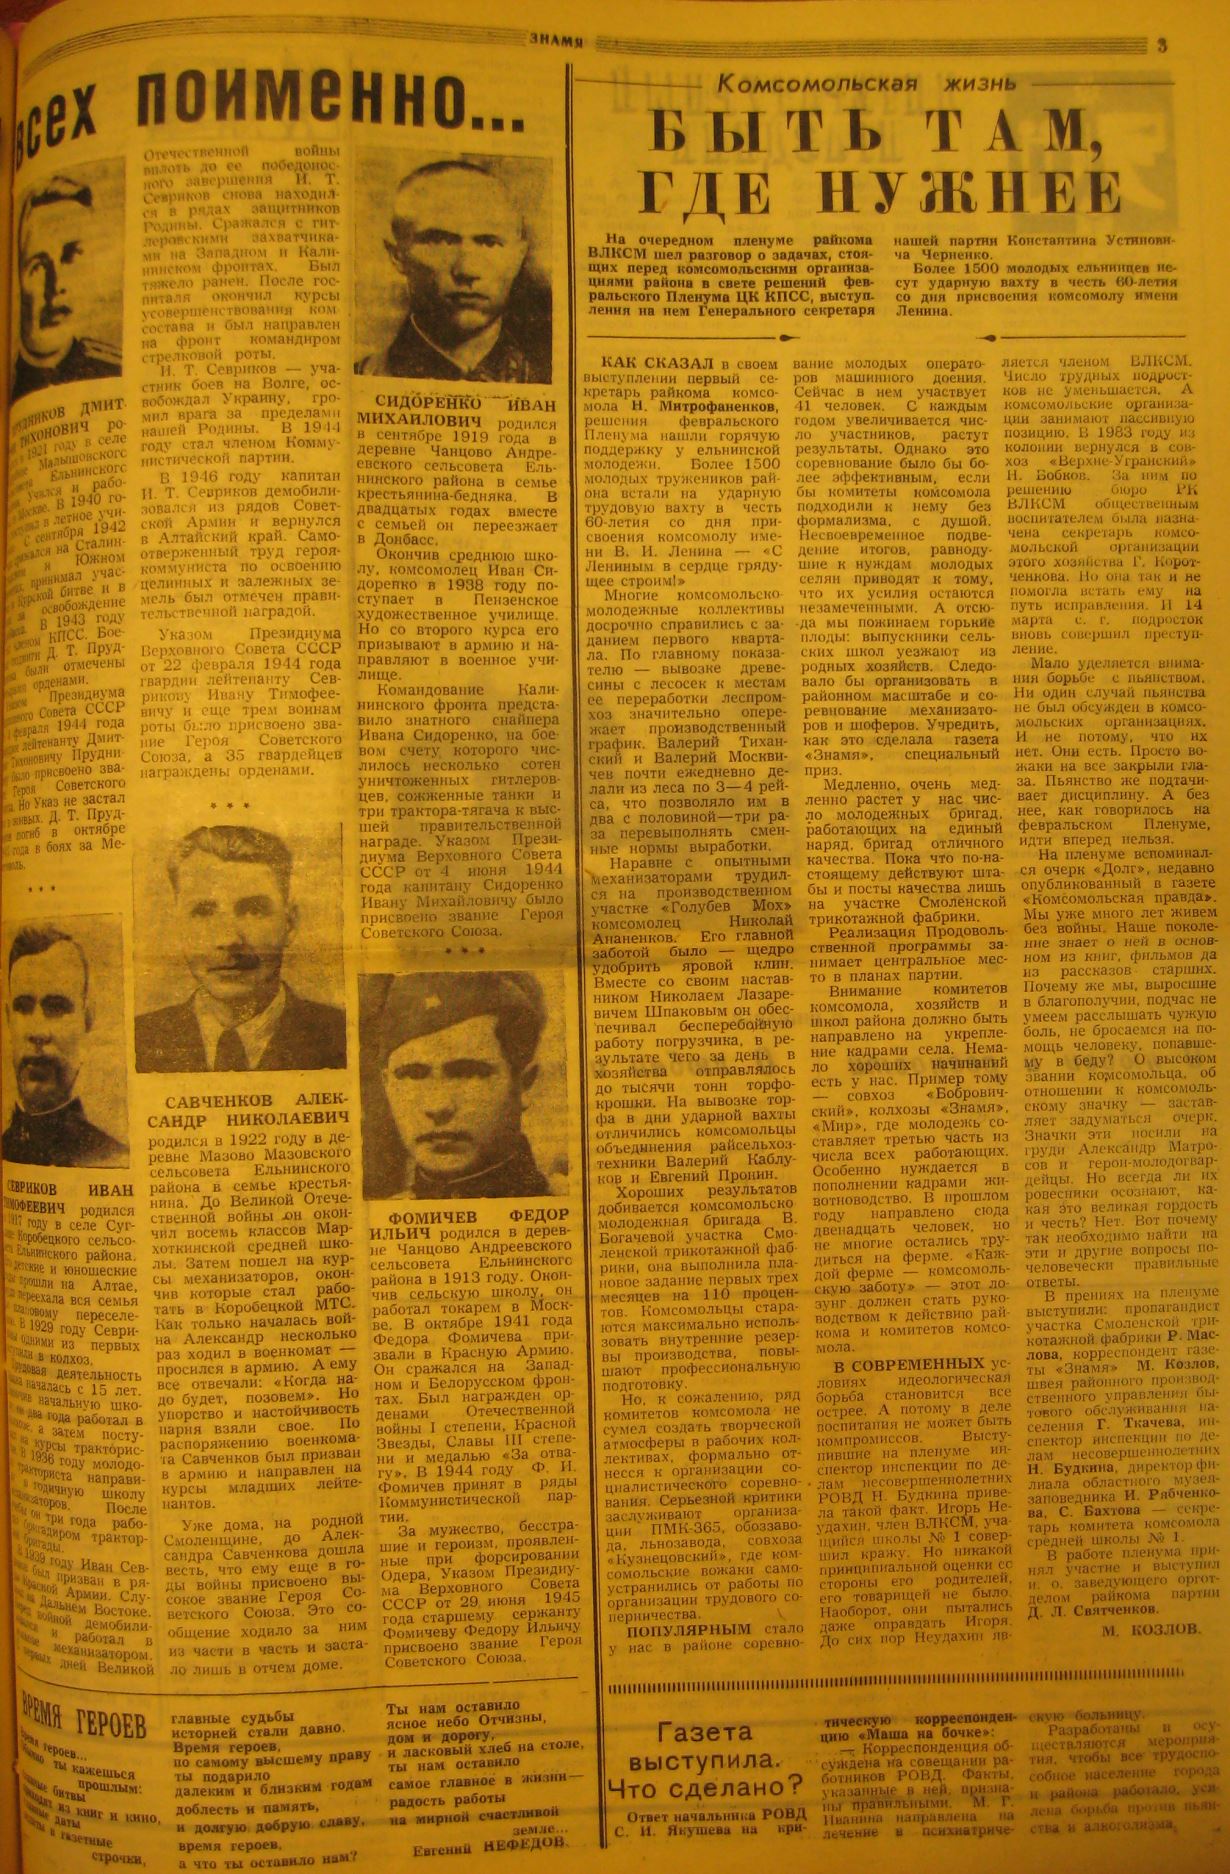 ЗНАМЯ
3
всех поименно...
Отечественной войны
вплоть до ее победонос-
ного завершения И. Т.
Севриков снова находил-
ся в рядах защитников
Родины. Сражался с гит-
леровскими захватчика-
ми на Западном и Кали-
нинском фронтах. Был
тяжело ранен. После гос-
питаля окончил курсы
усовершенствования ком
состава и был направлен
на фронт командиром
стрелковой роты.
И. Т. Севриков — уча-
стник боев на Волге, ос-
вобождал Украину, гро-
мил врага за пределами
нашей Родины. В 1944
году стал членом Комму-
нистической партии.
В 1946 году капитан
И. Т. Севриков демобили-
зовался из рядов Совет-
ской Армии и вернулся
в Алтайский край. Само-
отверженный труд героя-
коммуниста по освоению
целинных и залежных зе-
мель был отмечен прави-
тельственной наградой.
Указом Президиума
Верховного Совета СССР
от 22 февраля 1944 года
гвардии лейтенанту Сев-
рикову Ивану Тимофее-
вичу и еще трем воинам
роты было присвоено зва-
ние Героя Советского
Союза, а 35 гвардейцев
награждены орденами.
* * *
САВЧЕНКОВ АЛЕК-
САНДР НИКОЛАЕВИЧ
родился в 1922 году в де-
ревне Мазово Мазовского
сельсовета Ельнинского
района в семье крестья-
нина. До Великой Отече-
ственной войны он окон-
чил восемь классов Мар-
хоткинской средней шко-
лы. Затем пошел на кур-
сы механизаторов, окон-
чив которые стал рабо-
тать в Коробецкой МТС.
Как только началась вой-
на Александр несколько
раз ходил в военкомат —
просился в армию. А ему
все отвечали: «Когда на-
до будет, позовем». Но
упорство и настойчивость
парня взяли свое. По
распоряжению военкома-
та Савченков был призван
в армию и направлен на
курсы младших лейте-
нантов.
Уже дома, на родной
Смоленщине, до Алек-
сандра Савченкова дошла
весть, что ему еще в го-
ды войны присвоено вы-
сокое звание Героя Со-
ветского Союза. Это со-
общение ходило за ним
из части в часть и заста-
ло лишь в отчем доме.
СИДОРЕНКО ИВАН
МИХАЙЛОВИЧ родился
в сентябре 1919 года в
деревне Чанцово Андре-
евского сельсовета Ель-
нинского района в семье
крестьянина-бедняка. В
двадцатых годах вместе
с семьей он переезжает
в Донбасс.
Окончив среднюю шко-
лу, комсомолец Иван Си-
доренко в 1938 году по-
ступает в Пензенское
художественное училище.
Но со второго курса его
призывают в армию и на-
правляют в военное учи-
лище.
Командование Кали-
нинского фронта предста-
вило знатного снайпера
Ивана Сидоренко, на бое-
вом счету которого чис-
лилось несколько сотен
уничтоженных гитлеров-
цев, сожженные танки и
три трактора-тягача к выс-
шей правительственной
награде. Указом Прези-
диума Верховного Совета
СССР от 4 июня 1944
года капитану Сидоренко
Ивану Михайловичу было
присвоено звание Героя
Советского Союза.
* * *
ФОМИЧЕВ ФЕДОР
ИЛЬИЧ родился в дерев-
не Чанцово Андреевского
сельсовета Ельнинского
района в 1913 году. Окон-
чив сельскую школу, он
работал токарем в Моск-
ве. В октябре 1941 года
Федора Фомичева при-
звали в Красную Армию.
Он сражался на Запад-
ном и Белорусском фрон-
тах. Был награжден ор-
денами Отечественной
войны I степени, Красной
Звезды, Славы III степе-
ни и медалью «За отва-
гу». В 1944 году Ф. И.
Фомичев принят в ряды
Коммунистической пар-
тии.
За мужество, бесстра-
шие и героизм, проявлен-
ные при форсировании
Одера, Указом Президиу-
ма Верховного Совета
СССР от 29 июня 1945
года старшему сержанту
Фомичеву Федору Ильичу
присвоено звание Героя
Советского Союза.
ВРЕМЯ ГЕРОЕВ
главные судьбы
историей стали давно.
Время героев,
по самому высшему праву
ты подарило
далеким и близким годам
доблесть и память,
и долгую добрую славу,
время героев,
а что ты оставило нам?
Ты нам оставило
ясное небо Отчизны,
дом и дорогу,
и ласковый хлеб на столе,
ты нам оставило
самое главное в жизни—
радость работы
на мирной счастливой
земле...
Евгений НЕФЕДОВ.
Комсомольская жизнь
БЫТЬ ТАМ,
ГДЕ НУЖНЕЕ
На очередном пленуме райкома
ВЛКСМ шел разговор о задачах, стоя-
щих перед комсомольскими организа-
циями района в свете решений фев-
ральского Пленума ЦК КПСС, выступ-
ления на нем Генерального секретаря
нашей партии Константина Устинови-
ча Черненко.
Более 1500 молодых ельнинцев не-
сут ударную вахту в честь 60-летия
со дня присвоения комсомолу имени
Ленина.
КАК СКАЗАЛ в своем
выступлении первый се-
кретарь райкома комсо-
мола Н. Митрофаненков,
решения февральского
Пленума нашли горячую
поддержку у ельнинской
молодежи. Более 1500
молодых тружеников рай-
она встали на ударную
трудовую вахту в честь
60-летия со дня при-
своения комсомолу име-
ни В. И. Ленина — «С
Лениным в сердце гряду-
щее строим!»
Многие комсомольско-
молодежные коллективы
досрочно справились с за-
данием первого кварта-
ла. По главному показа-
телю — вывозке древе-
сины с лесосек к местам
ее переработки леспром-
хоз значительно опере-
жает производственный
график. Валерий Тихан-
ский и Валерий Москви-
чев почти ежедневно де-
лали из леса по 3—4 рей-
са, что позволяло им в
два с половиной—три ра-
за перевыполнять смен-
ные нормы выработки.
Наравне с опытными
механизаторами трудил-
ся на производственном
участке «Голубев Мох»
комсомолец Николай
Ананенков. Его главной
заботой было — щедро
удобрить яровой клин.
Вместе со своим настав-
ником Николаем Лазаре-
вичем Шпаковым он обес-
печивал бесперебойную
работу погрузчика, в ре-
зультате чего за день в
хозяйства отправлялось
до тысячи тонн торфо-
крошки. На вывозке тор-
фа в дни ударной вахты
отличились комсомольцы
объединения райсельхоз-
техники Валерий Каблу-
ков и Евгений Пронин.
Хороших результатов
добивается комсомольско-
молодежная бригада В.
Богачевой участка Смо-
ленской трикотажной фаб-
рики, она выполнила пла-
новое задание первых трех
месяцев на 110 процен-
тов. Комсомольцы стара-
ются максимально исполь-
зовать внутренние резер-
вы производства, повы-
шают профессиональную
подготовку.
Но, к сожалению, ряд
комитетов комсомола не
сумел создать творческой
атмосферы в рабочих кол-
лективах, формально от-
несся к организации со-
циалистического соревно-
вания. Серьезной критики
заслуживают организа-
ции ПМК-365, обозаво-
да, льнозавода, совхоза
«Кузнецовский», где ком-
сомольские вожаки само-
устранились от работы по
организации трудового со-
перничества.
ПОПУЛЯРНЫМ стало
у нас в районе соревно-
вание молодых операто-
ров машинного доения.
Сейчас в нем участвует
41 человек. С каждым
годом увеличивается чис-
ло участников, растут
результаты. Однако это
соревнование было бы бо-
лее эффективным, если
бы комитеты комсомола
подходили к нему без
формализма, с душой.
Несвоевременное подве-
дение итогов, равноду-
шие к нуждам молодых
селян приводят к тому,
что их усилия остаются
незамеченными. А отсю-
да мы пожинаем горькие
плоды: выпускники сель-
ских школ уезжают из
родных хозяйств. Следо-
вало бы организовать в
районном масштабе и со-
ревнование механизато-
ров и шоферов. Учредить,
как это сделала газета
«Знамя», специальный
приз.
Медленно, очень мед-
ленно растет у нас чис-
ло молодежных бригад,
работающих на единый
наряд, бригад отличного
качества. Пока что по-на-
стоящему действуют шта-
бы и посты качества лишь
на участке Смоленской
трикотажной фабрики.
Реализация Продоволь-
ственной программы за-
нимает центральное мес-
то в планах партии.
Внимание комитетов
комсомола, хозяйств и
школ района должно быть
направлено на укрепле-
ние кадрами села. Нема-
ло хороших начинаний
есть у нас. Пример тому
— совхоз «Бобрович-
ский», колхозы «Знамя»,
«Мир», где молодежь со-
ставляет третью часть из
числа всех работающих.
Особенно нуждается в
пополнении кадрами жи-
вотноводство. В прошлом
году направлено сюда
двенадцать человек, но
не многие остались тру-
диться на ферме. «Каж-
дой ферме — комсомоль-
скую заботу» — этот ло-
зунг должен стать руко-
водством к действию рай-
кома и комитетов комсо-
мола.
В СОВРЕМЕННЫХ ус-
ловиях идеологическая
борьба становится все
острее. А потому в деле
воспитания не может быть
компромиссов. Высту-
пившие на пленуме ин-
спектор инспекции по де-
лам несовершеннолетних
РОВД Н. Будкина приве-
ла такой факт. Игорь Не-
удахин, член ВЛКСМ, уча-
щийся школы № 1 совер-
шил кражу. Но никакой
принципиальной оценки со
стороны его родителей,
его товарищей не было.
Наоборот, они пытались
даже оправдать Игоря.
До сих пор Неудахин яв-
ляется членом ВЛКСМ.
Число трудных подрост-
ков не уменьшается. А
комсомольские организа-
ции занимают пассивную
позицию. В 1983 году из
колонии вернулся в сов-
хоз «Верхне-Угранский»
Н. Бобков. За ним по
решению бюро РК
ВЛКСМ общественным
воспитателем была назна-
чена секретарь комсо-
мольской организации
этого хозяйства Г. Корот-
ченкова. Но она так и не
помогла встать ему на
путь исправления. И 14
марта с. г. подросток
вновь совершил преступ-
ление.
Мало уделяется внима-
ния борьбе с пьянством.
Ни один случай пьянства
не был обсужден в комсо-
мольских организациях.
И не потому, что их
нет. Они есть. Просто во-
жаки на все закрыли гла-
за. Пьянство же подтачи-
вает дисциплину. А без
нее, как говорилось на
февральском Пленуме,
идти вперед нельзя.
На пленуме вспоминал-
ся очерк «Долг», недавно
опубликованный в газете
«Комсомольская правда».
Мы уже много лет живем
без войны. Наше поколе-
ние знает о ней в основ-
ном из книг, фильмов да
из рассказов старших.
Почему же мы, выросшие
в благополучии, подчас не
умеем расслышать чужую
боль, не бросаемся на по-
мощь человеку, попавше-
му в беду? О высоком
звании комсомольца, об
отношении к комсомоль-
скому значку — застав-
ляет задуматься очерк.
Значки эти носили на
груди Александр Матро-
сов и герои-молодогвар-
дейцы. Но всегда ли их
ровесники осознают, ка-
кая это великая гордость
и честь? Нет. Вот почему
так необходимо найти на
эти и другие вопросы по-
человечески правильные
ответы.
В прениях на пленуме
выступили: пропагандист
участка Смоленской три-
котажной фабрики Р. Мас-
лова, корреспондент газе-
ты «Знамя» М. Козлов,
швея районного производ-
ственного управления бы-
тового обслуживания на-
селения Г. Ткачева, ин-
спектор инспекции по де-
лам несовершеннолетних
Н. Будкина, директор фи-
лиала областного музея-
заповедника И. Рябченко-
ва, С. Бахтова — секре-
тарь комитета комсомола
средней школы № 1.
В работе пленума при-
нял участие и выступил
и. о. заведующего оргот-
делом райкома партии
Д. Л. Святченков.
М. КОЗЛОВ.
Газета
выступила.
Что сделано?
Ответ начальника РОВД
С. И. Якушева на кри-
тическую корреспонден-
цию «Маша на бочке»:
— Корреспонденция об-
суждена на совещании ра-
ботников РОВД. Факты,
указанные в ней, призна-
ны правильными. М. Г.
Иванина направлена на
лечение в психиатриче-
скую больницу.
Разработаны и осу-
ществляются мероприя-
тия, чтобы все трудоспо-
собное население города
и района работало, уси-
лена борьба против пьян-
ства и алкоголизма.